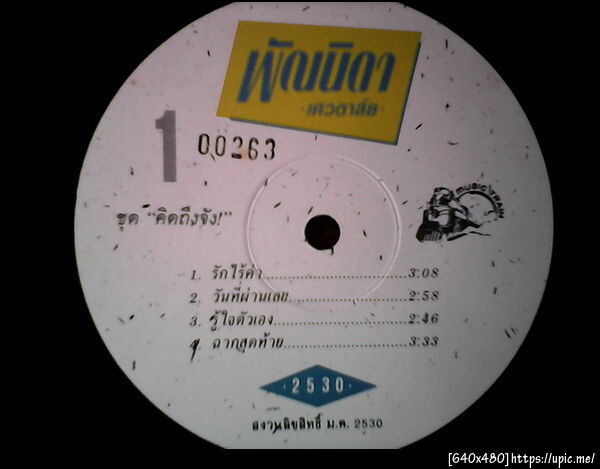 พัณนิดา
·เศวตาสัย·
1
00263
MUSIC TRAIN
ชุด "คิดถึงจัง!"
1. รักไร้ค่า..............................3:08
2. วันที่ผ่านเลย.........................2:58
3. รู้ใจตัวเอง............................2:46
4. ฉากสุดท้าย..........................3:33
·2530·
สงวนลิขสิทธิ์ ม.ค. 2530
[640x480]https://upic.me/